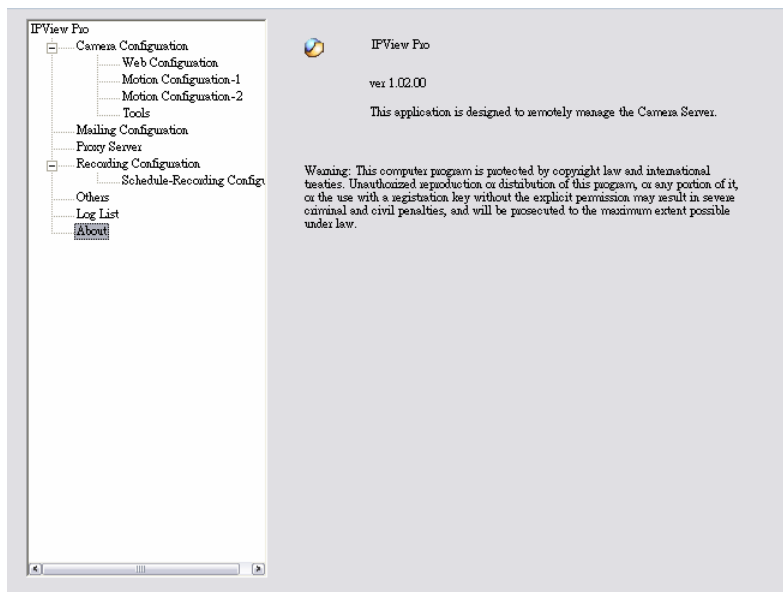 IPView Pro
Camera Configuration
Web Configuration
Motion Configuration-1
Motion Configuration-2
Tools
Mailing Configuration
Proxy Server
Recording Configuration
Schedule-Recording Configu
Others
Log List
About
IPView Pro
ver 1.02.00
This application is designed to remotely manage the Camera Server.
Warning: This computer program is protected by copyright law and international
treaties. Unauthorized reproduction or distribution of this program, or any portion of it,
or the use with a registration key without the explicit permission may result in severe
criminal and civil penalties, and will be prosecuted to the maximum extent possible
under law.